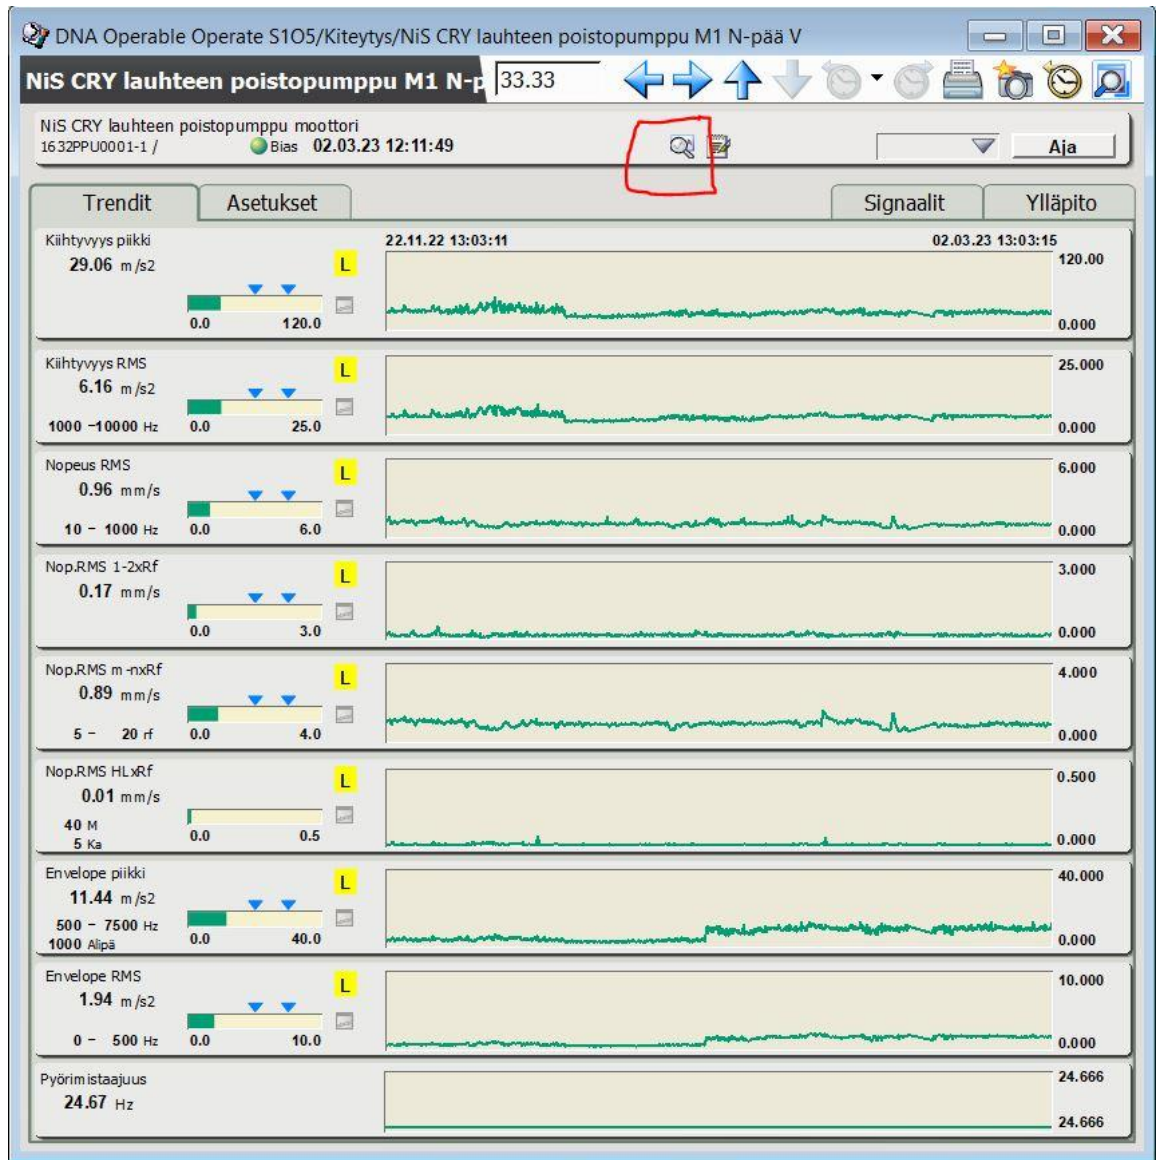 DNA Operable Operate S1O5/Kiteytys/NiS CRY lauhteen poistopumppu M1 N-pää V
NiS CRY lauhteen poistopumppu M1 N-p 33.33
NiS CRY lauhteen poistopumppu moottori
1632PPU0001-1 / Bias 02.03.23 12:11:49 Aja
Trendit Asetukset Signaalit Ylläpito
Kiihtyvyys piikki 22.11.22 13:03:11 02.03.23 13:03:15
29.06 m/s2 L 120.00
0.0 120.0 0.000
Kiihtyvyys RMS L 25.000
6.16 m/s2
1000 -10000 Hz 0.0 25.0 0.000
Nopeus RMS L 6.000
0.96 mm/s
10 - 1000 Hz 0.0 6.0 0.000
Nop.RMS 1-2xRf L 3.000
0.17 mm/s
0.0 3.0 0.000
Nop.RMS m-nxRf L 4.000
0.89 mm/s
5 - 20 rf 0.0 4.0 0.000
Nop.RMS HLxRf L 0.500
0.01 mm/s
40 M
5 Ka 0.0 0.5 0.000
Envelope piikki L 40.000
11.44 m/s2
500 - 7500 Hz
1000 Alipä 0.0 40.0 0.000
Envelope RMS L 10.000
1.94 m/s2
0 - 500 Hz 0.0 10.0 0.000
Pyörimistaajuus 24.666
24.67 Hz
24.666